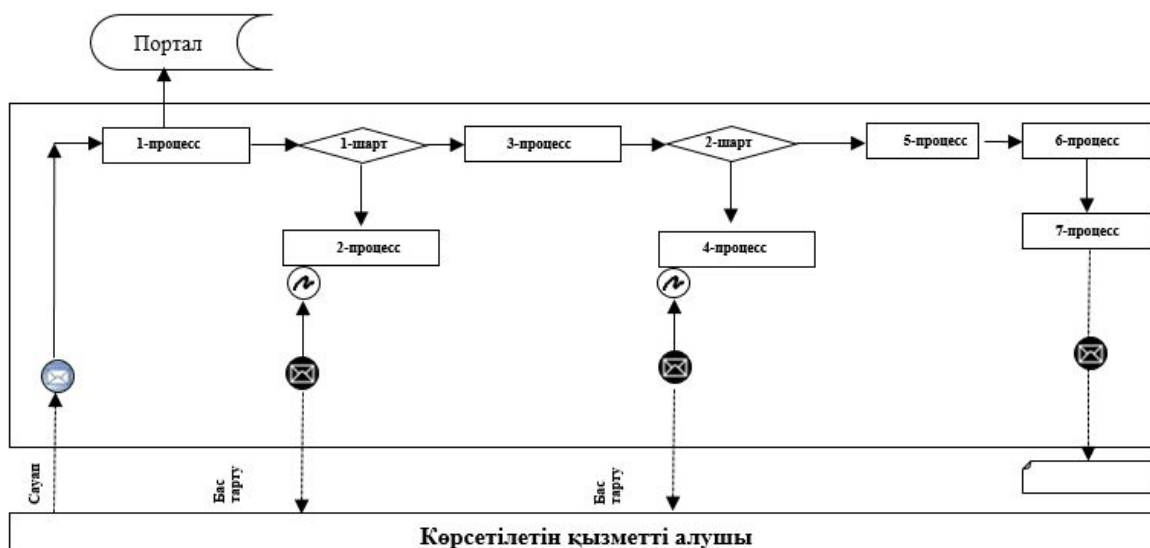 Портал
1-процесс
1-шарт
3-процесс
2-шарт
5-процесс
6-процесс
2-процесс
4-процесс
7-процесс
Сауап
Бас
тарту
Бас
тарту
Көрсетілетін қызметті алушы